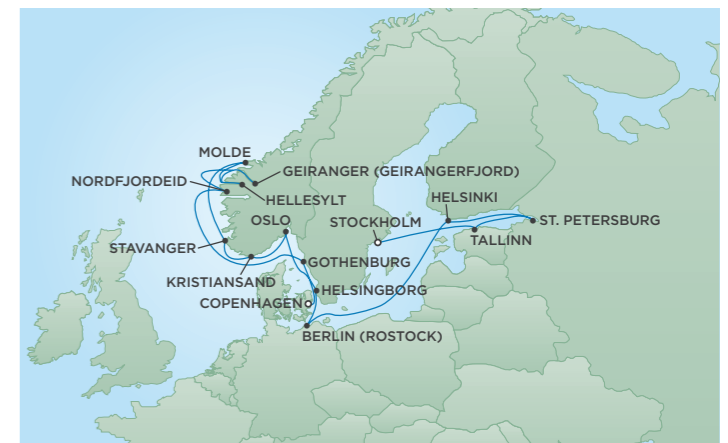 MOLDE
GEIRANGER (GEIRANGERFJORD)
NORDFJORDEID
HELLESYLT
HELSINKI
OSLO
STOCKHOLM
ST. PETERSBURG
TALLINN
STAVANGER
GOTHENBURG
KRISTIANSAND
HELSINGBORG
COPENHAGEN
BERLIN (ROSTOCK)